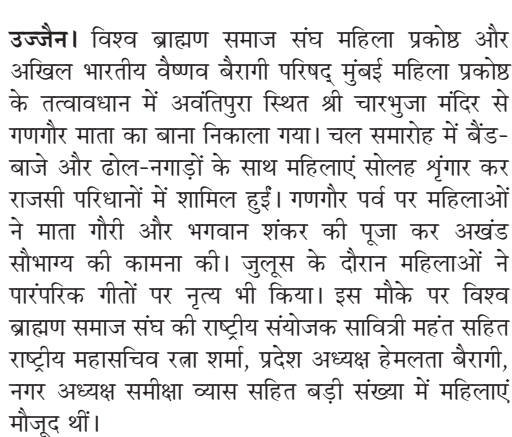 उज्जैन। विश्व ब्राह्मण समाज संघ महिला प्रकोष्ठ और
अखिल भारतीय वैष्णव बैरागी परिषद् मुंबई महिला प्रकोष्ठ
के तत्वावधान में अवंतिपुरा स्थित श्री चारभुजा मंदिर से
गणगौर माता का बाना निकाला गया। चल समारोह में बैंड-
बाजे और ढोल-नगाड़ों के साथ महिलाएं सोलह शृंगार कर
राजसी परिधानों में शामिल हुईं। गणगौर पर्व पर महिलाओं
ने माता गौरी और भगवान शंकर की पूजा कर अखंड
सौभाग्य की कामना की। जुलूस के दौरान महिलाओं ने
पारंपरिक गीतों पर नृत्य भी किया। इस मौके पर विश्व
ब्राह्मण समाज संघ की राष्ट्रीय संयोजक सावित्री महंत सहित
राष्ट्रीय महासचिव रत्ना शर्मा, प्रदेश अध्यक्ष हेमलता बैरागी,
नगर अध्यक्ष समीक्षा व्यास सहित बड़ी संख्या में महिलाएं
मौजूद थीं।